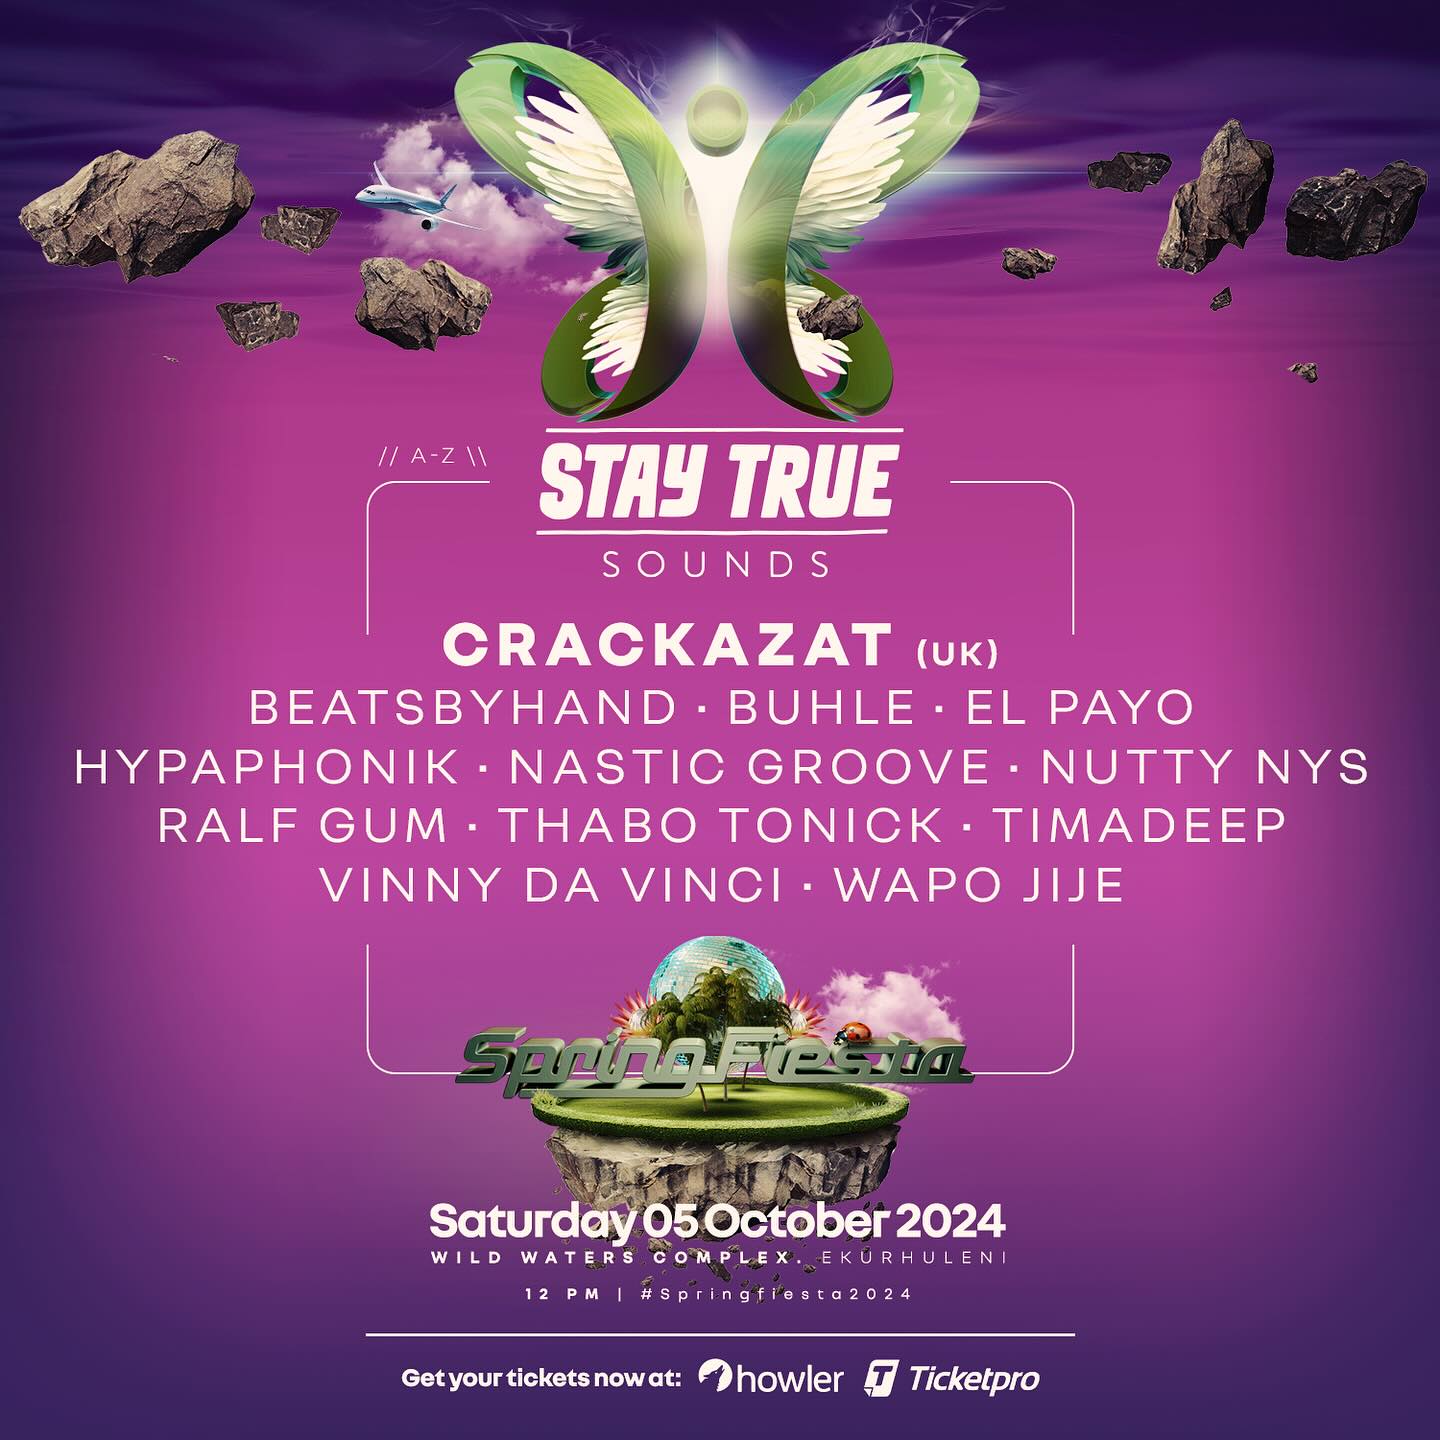 // A-Z \\
STAY TRUE
SOUNDS
CRACKAZAT (UK)
BEATSBYHAND · BUHLE · EL PAYO
HYPAPHONIK · NASTIC GROOVE · NUTTY NYS
RALF GUM · THABO TONICK · TIMADEEP
VINNY DA VINCI · WAPO JIJE
Spring Fiesta
Saturday 05 October 2024
WILD WATERS COMPLEX. EKURHULENI
12 PM | #Springfiesta2024
Get your tickets now at: howler T Ticketpro